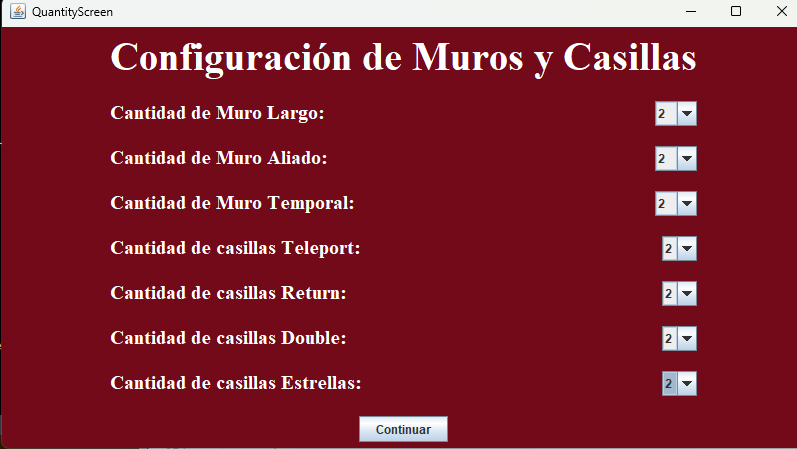 QuantityScreen
Configuración de Muros y Casillas
Cantidad de Muro Largo: 2
Cantidad de Muro Aliado: 2
Cantidad de Muro Temporal: 2
Cantidad de casillas Teleport: 2
Cantidad de casillas Return: 2
Cantidad de casillas Double: 2
Cantidad de casillas Estrellas: 2
Continuar